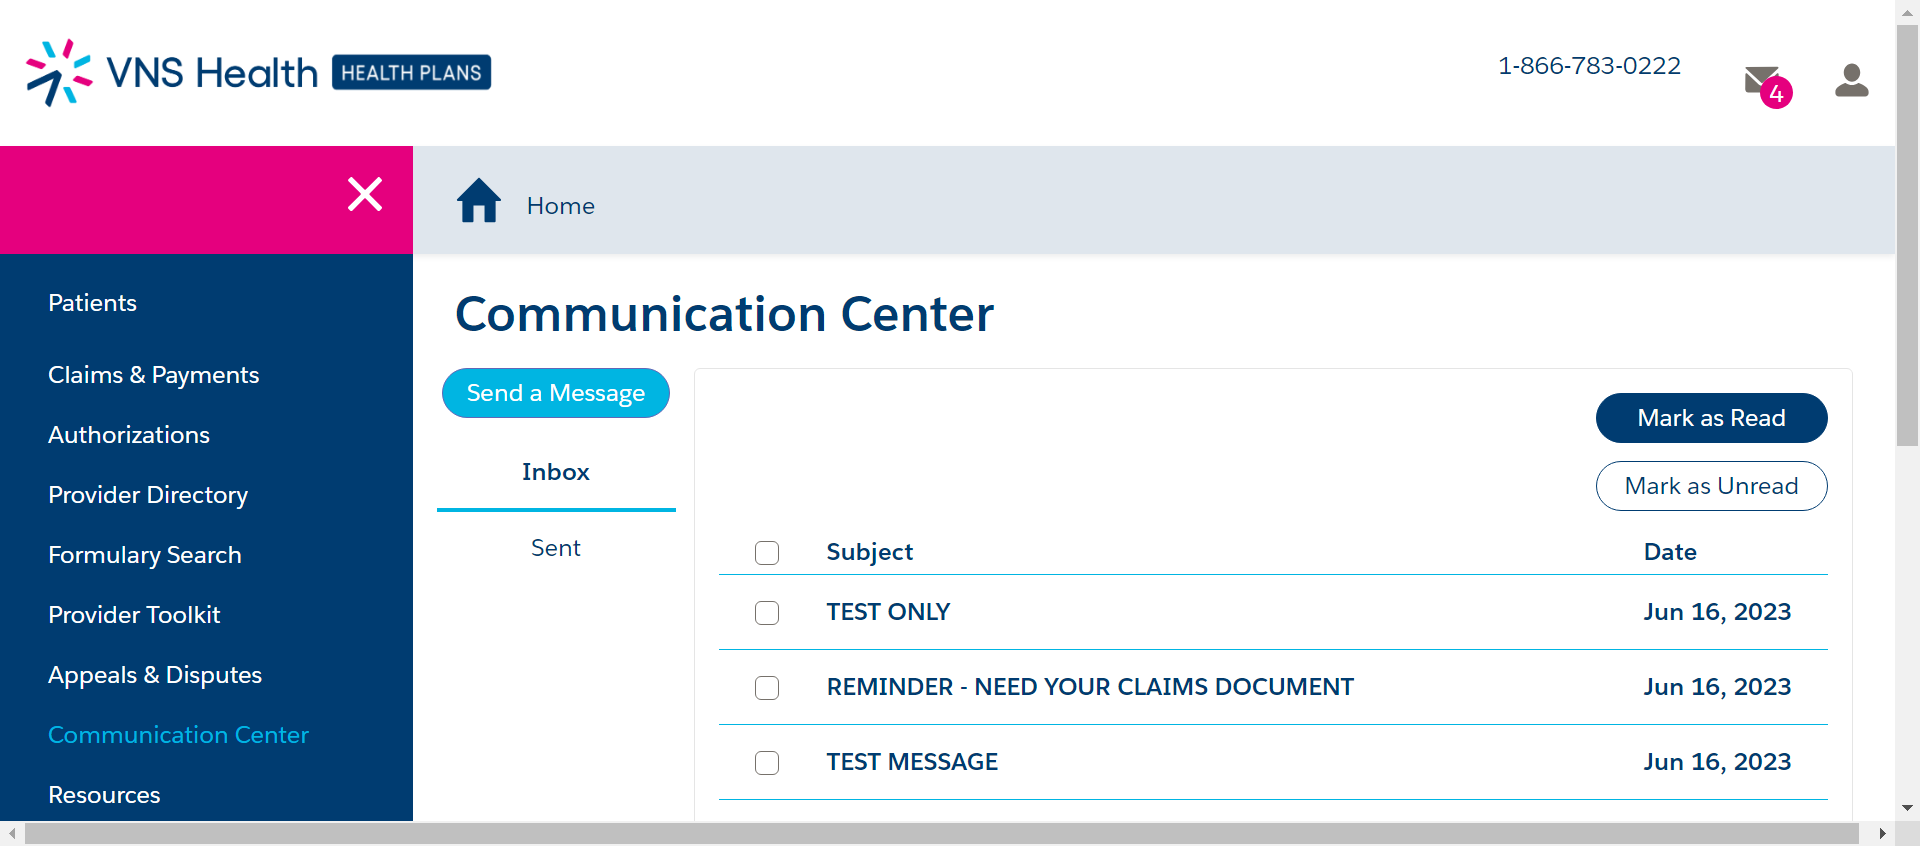 VNS Health HEALTH PLANS
1-866-783-0222
4
Home
Patients
Claims & Payments
Authorizations
Provider Directory
Formulary Search
Provider Toolkit
Appeals & Disputes
Communication Center
Resources
Communication Center
Send a Message
Inbox
Sent
Mark as Read
Mark as Unread
Subject Date
TEST ONLY Jun 16, 2023
REMINDER - NEED YOUR CLAIMS DOCUMENT Jun 16, 2023
TEST MESSAGE Jun 16, 2023